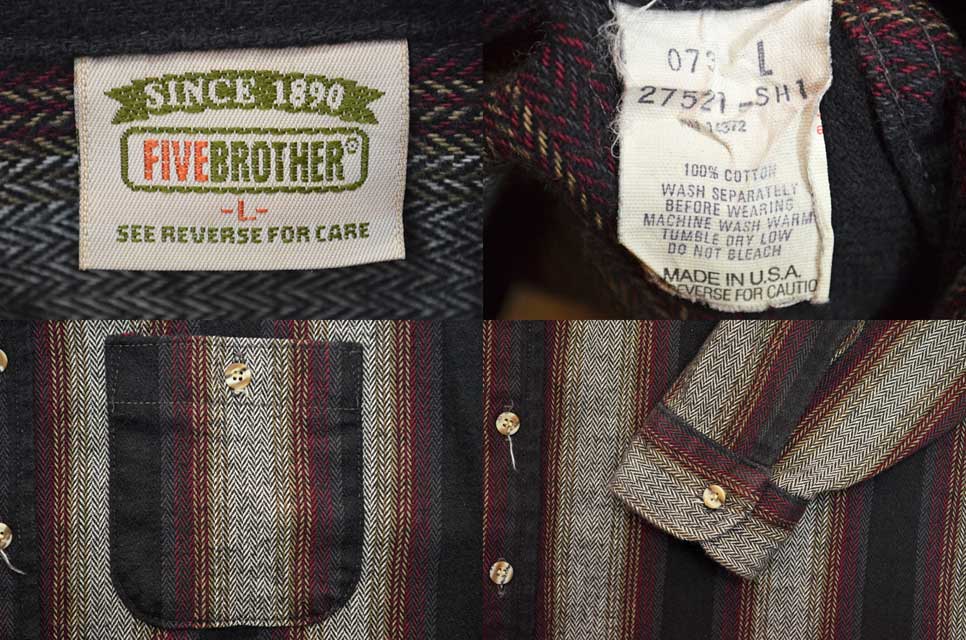 SINCE 1890
FIVEBROTHER®
-L-
SEE REVERSE FOR CARE
L
27521-SH1
100% COTTON
WASH SEPARATELY
BEFORE WEARING
MACHINE WASH WARM
TUMBLE DRY LOW
DO NOT BLEACH
MADE IN U.S.A.
FOR CAUTIO